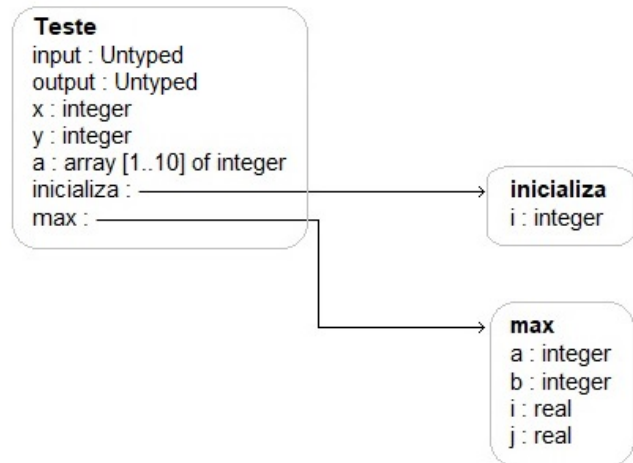 Teste
input : Untyped
output : Untyped
x : integer
y : integer
a : array [1..10] of integer
inicializa :
max :
inicializa
i : integer
max
a : integer
b : integer
i : real
j : real